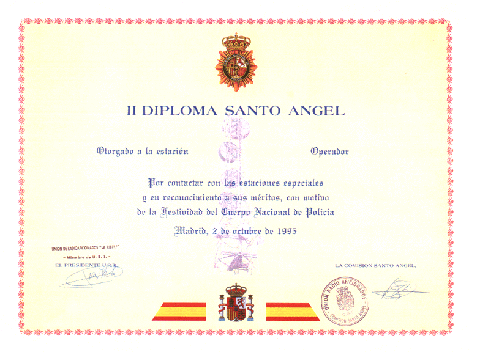 II DIPLOMA SANTO ANGEL
Otorgado a la estación Operador
Por contactar con las estaciones especiales
y en reconocimiento a sus méritos, con motivo
de la Festividad del Cuerpo Nacional de Policía
Madrid, 2 de octubre de 1995
EL PRESIDENTE U.R.E. LA COMISION SANTO ANGEL,